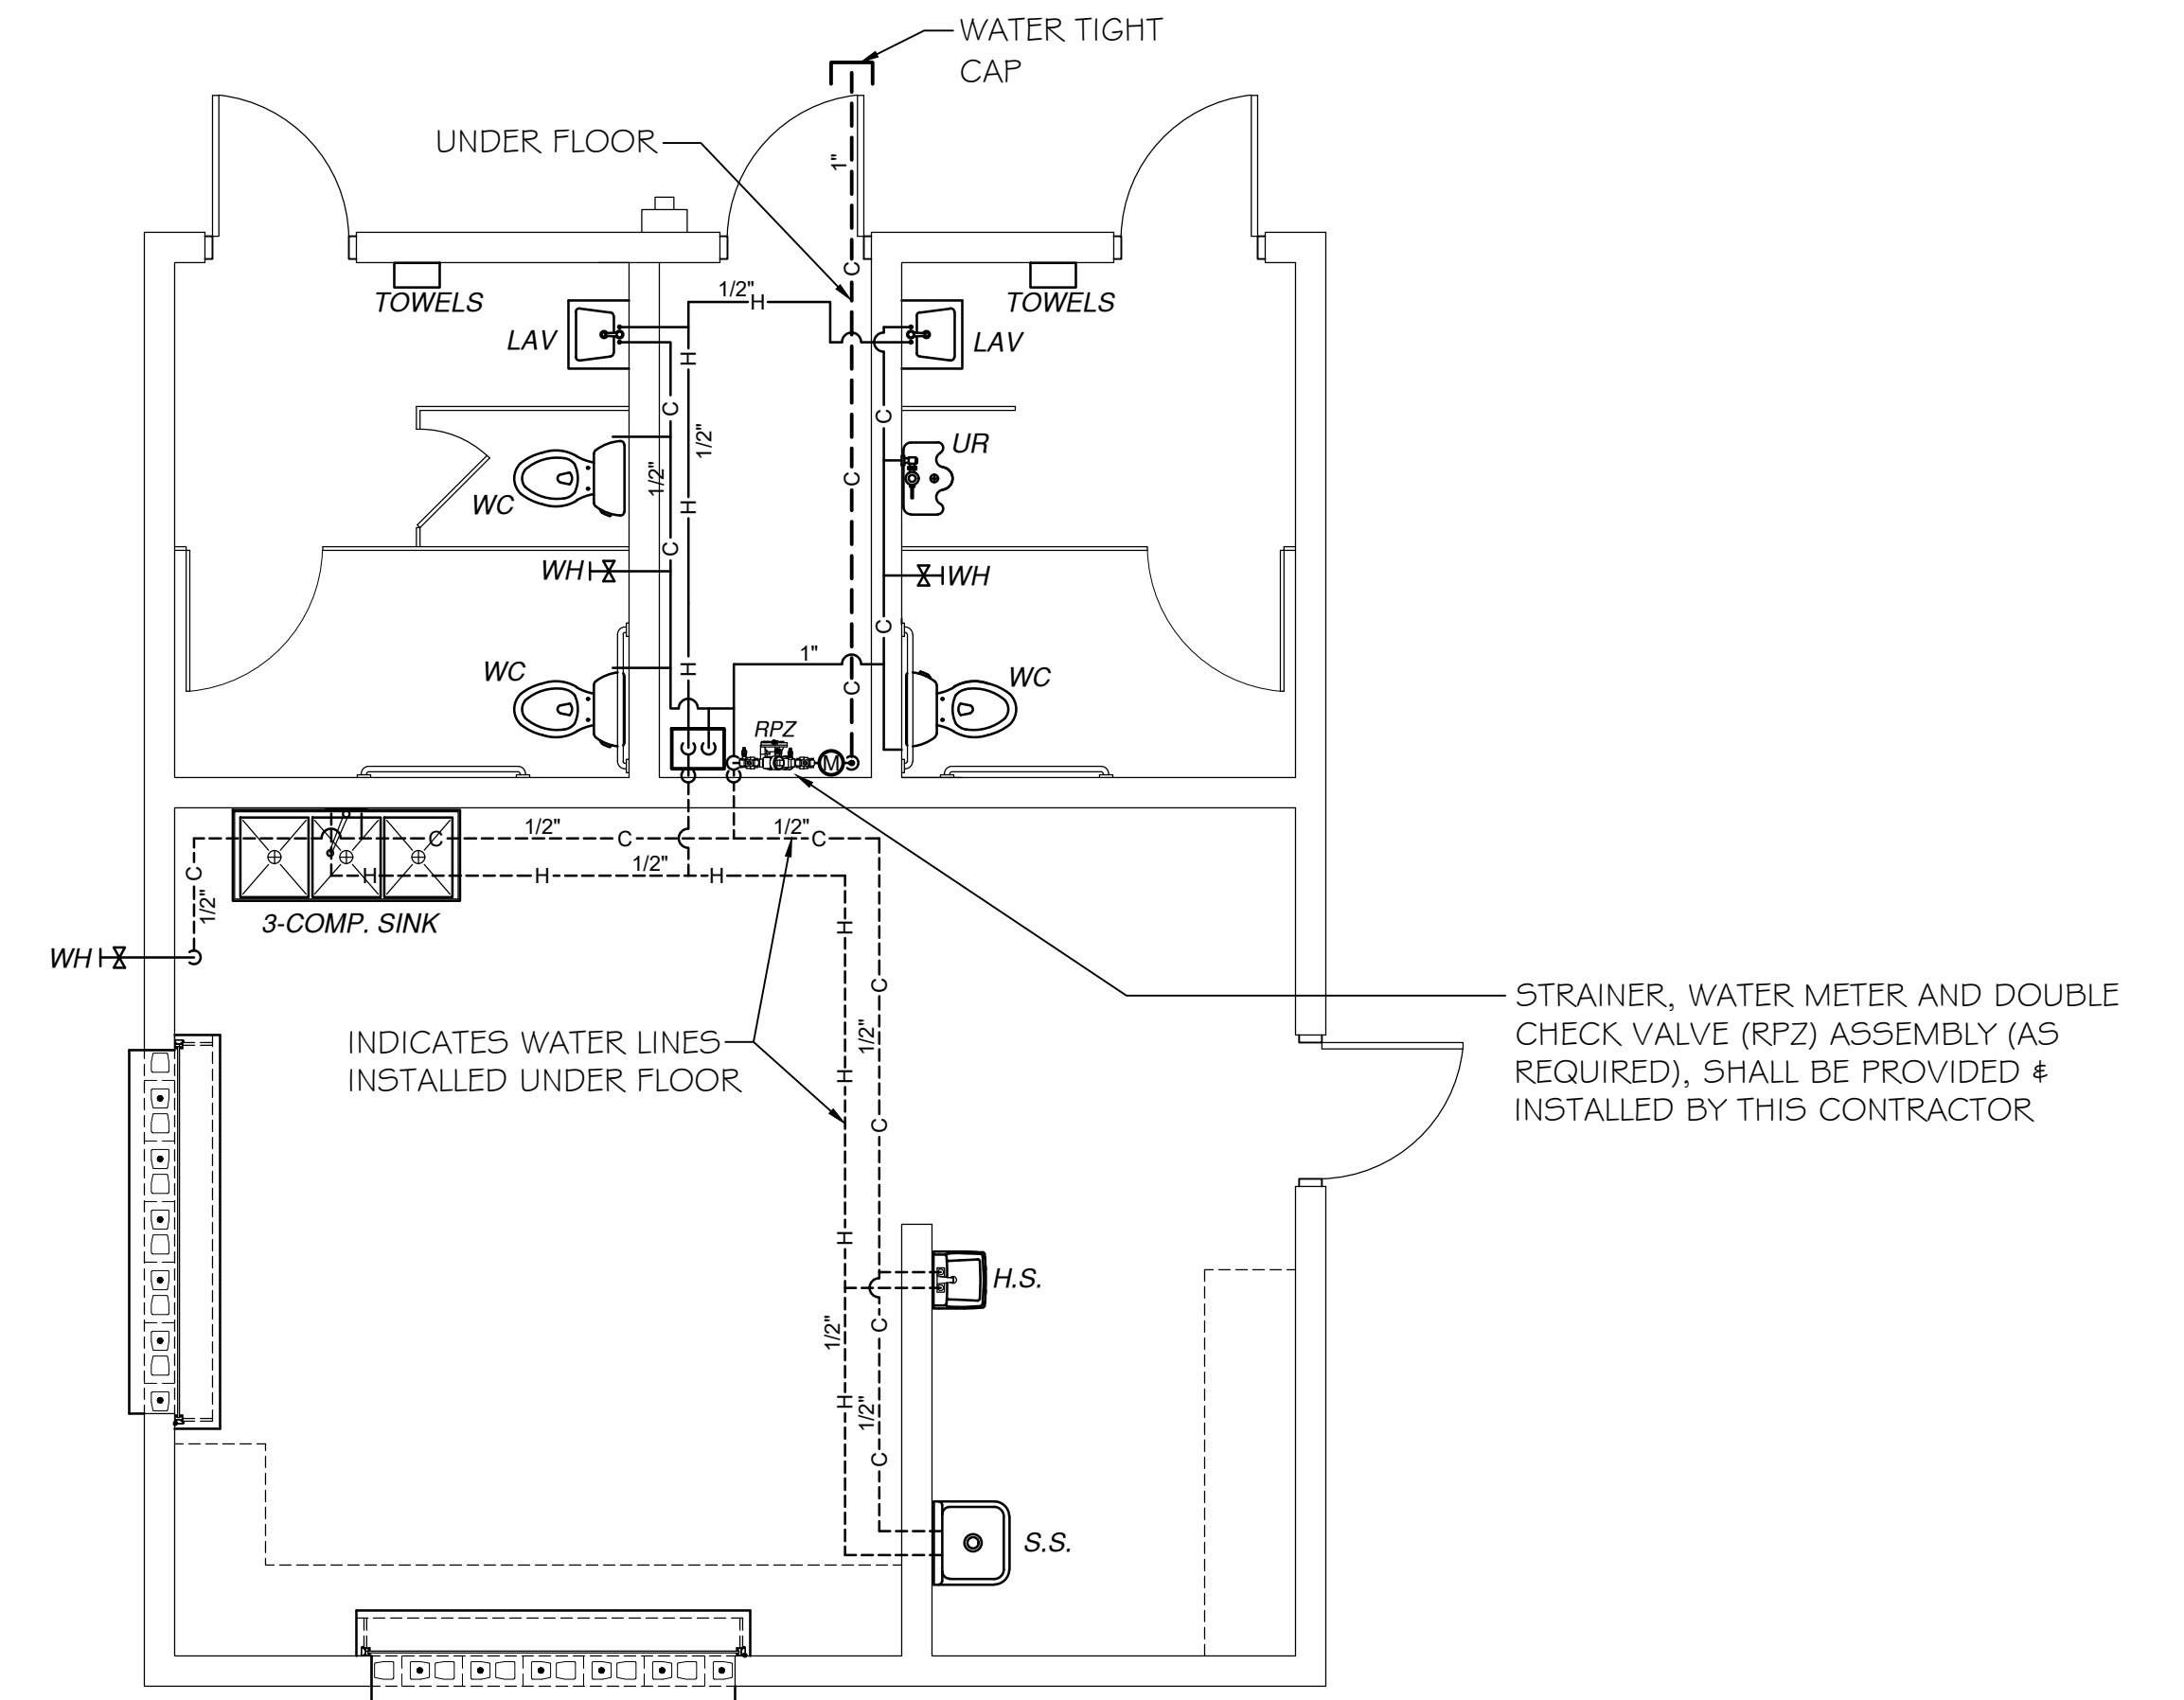 WATER TIGHT
CAP
UNDER FLOOR
1"
C
TOWELS
TOWELS
1/2"
H
LAV
LAV
H
C
C
1/2"
UR
1/2"
WC
C
H
C
WH
WH
C
H
1"
WC
WC
C
RPZ
M
1/2"
1/2"
C
C
C
1/2"
H
H
H
C
1/2"
3-COMP. SINK
H
WH
C
STRAINER, WATER METER AND DOUBLE
CHECK VALVE (RPZ) ASSEMBLY (AS
REQUIRED), SHALL BE PROVIDED &
INSTALLED BY THIS CONTRACTOR
INDICATES WATER LINES
INSTALLED UNDER FLOOR
1/2"
H
C
H
H.S.
1/2"
C
H
1/2"
C
S.S.